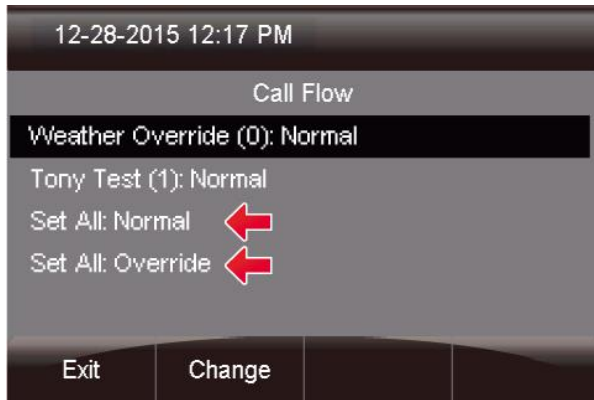 12-28-2015 12:17 PM
Call Flow
Weather Override (0): Normal
Tony Test (1): Normal
Set All: Normal
Set All: Override
Exit Change